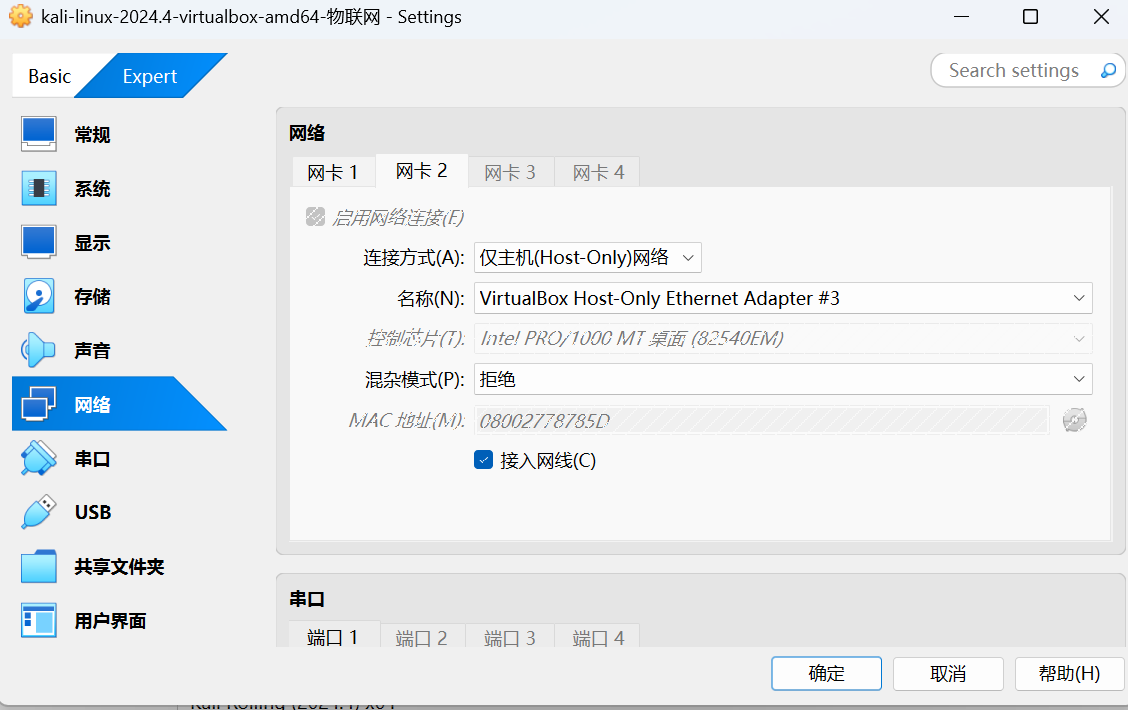 kali-linux-2024.4-virtualbox-amd64-物联网 - Settings
Basic
Expert
Search settings
常规
系统
显示
存储
声音
网络
串口
USB
共享文件夹
用户界面
网络
网卡 1
网卡 2
网卡 3
网卡 4
启用网络连接(E)
连接方式(A):
仅主机(Host-Only)网络
名称(N):
VirtualBox Host-Only Ethernet Adapter #3
控制芯片(T):
Intel PRO/1000 MT 桌面 (82540EM)
混杂模式(P):
拒绝
MAC 地址(M):
08002778785D
接入网线(C)
串口
端口 1
端口 2
端口 3
端口 4
确定
取消
帮助(H)
Kali Rolling (2024.4) x64